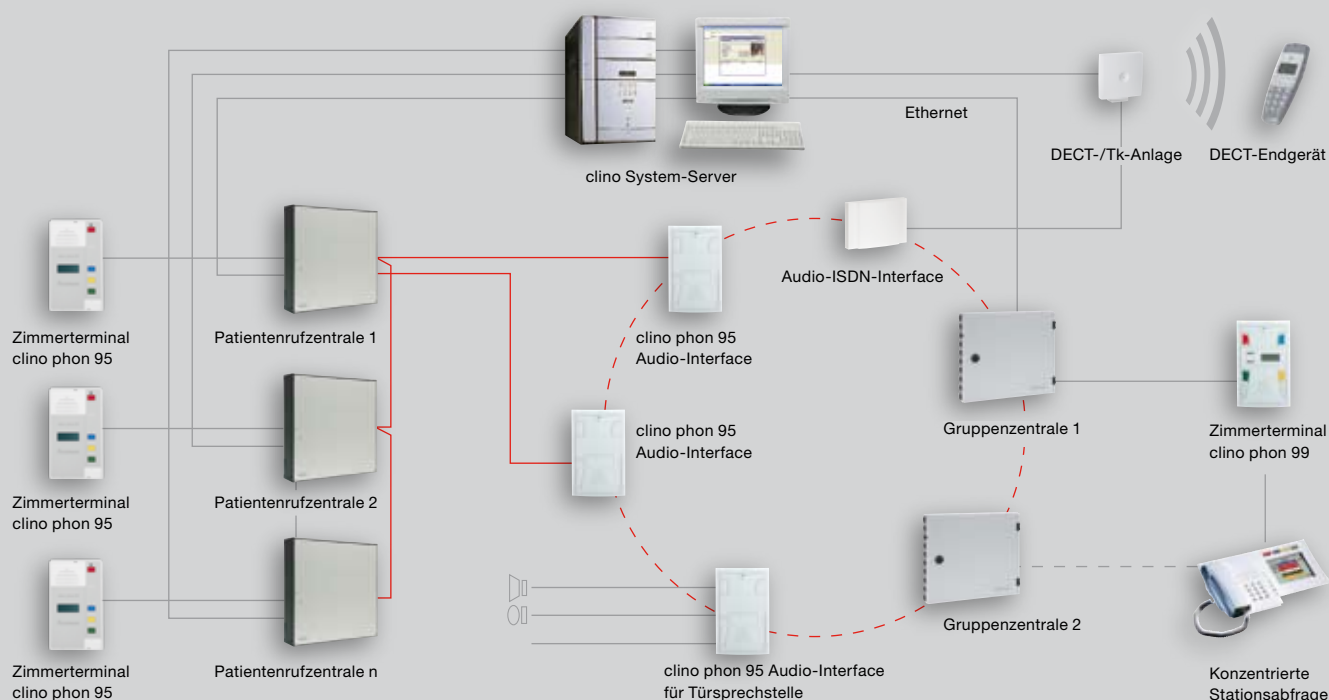 Ethernet
DECT-/Tk-Anlage
DECT-Endgerät
clino System-Server
Audio-ISDN-Interface
Zimmerterminal
clino phon 95
Patientenrufzentrale 1
clino phon 95
Audio-Interface
clino phon 95
Audio-Interface
Gruppenzentrale 1
Zimmerterminal
clino phon 99
Zimmerterminal
clino phon 95
Patientenrufzentrale 2
Gruppenzentrale 2
Zimmerterminal
clino phon 95
Patientenrufzentrale n
clino phon 95 Audio-Interface
für Türsprechstelle
Konzentrierte
Stationsabfrage